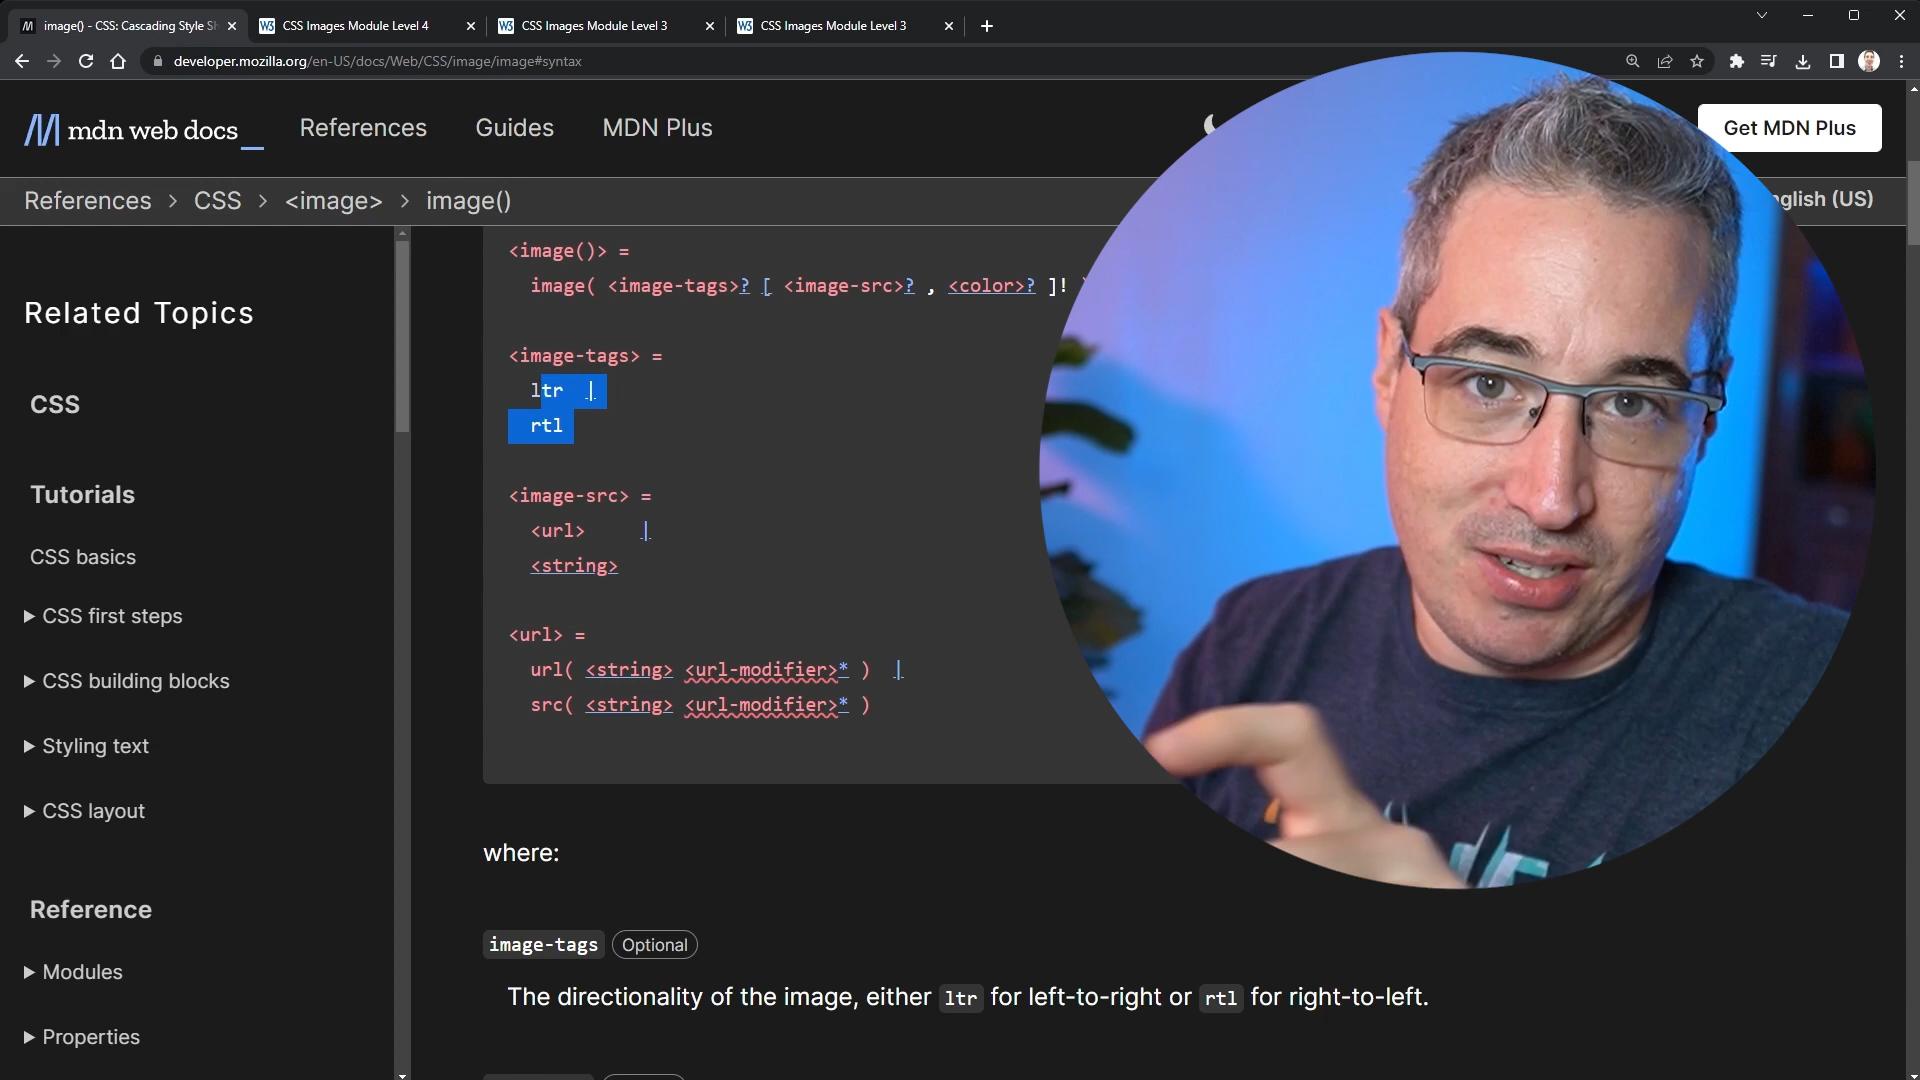 image() - CSS: Cascading Style Sh
CSS Images Module Level 4
CSS Images Module Level 3
CSS Images Module Level 3
developer.mozilla.org/en-US/docs/Web/CSS/image/image#syntax
mdn web docs_
References
Guides
MDN Plus
Get MDN Plus
References > CSS > <image> > image()
nglish (US)
Related Topics
CSS
Tutorials
CSS basics
CSS first steps
CSS building blocks
Styling text
CSS layout
Reference
Modules
Properties
<image()> =
image( <image-tags>? [ <image-src>? , <color>? ]!
<image-tags> =
ltr |
rtl
<image-src> =
<url> |
<string>
<url> =
url( <string> <url-modifier>* ) |
src( <string> <url-modifier>* )
where:
image-tags Optional
The directionality of the image, either ltr for left-to-right or rtl for right-to-left.